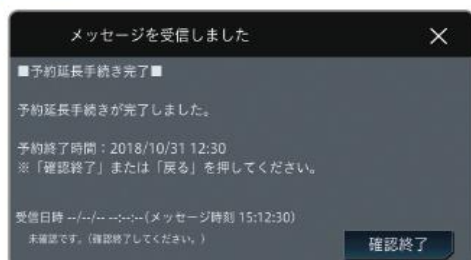 メッセージを受信しました
■予約延長手続き完了■
予約延長手続きが完了しました。
予約終了時間：2018/10/31 12:30
※「確認終了」または「戻る」を押してください。
受信日時 --/--/-- --:--:--(メッセージ時刻 15:12:30)
未確認です。(確認終了してください。)
確認終了